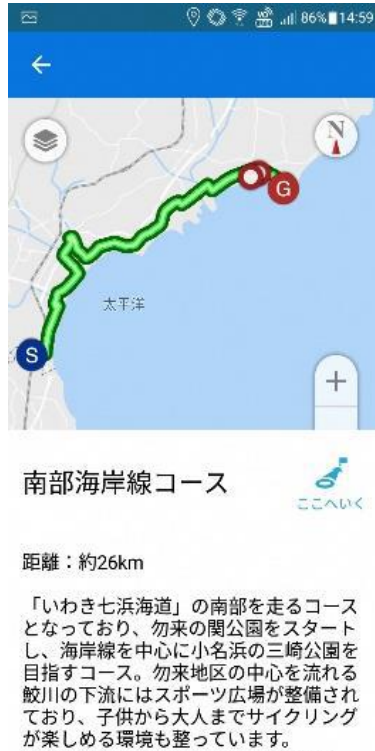 86% 14:59
N
G
太平洋
S
+
南部海岸線コース
ここへいく
距離：約26km
「いわき七浜海道」の南部を走るコース
となっており、勿来の関公園をスタート
し、海岸線を中心に小名浜の三崎公園を
目指すコース。勿来地区の中心を流れる
鮫川の下流にはスポーツ広場が整備され
ており、子供から大人までサイクリング
が楽しめる環境も整っています。